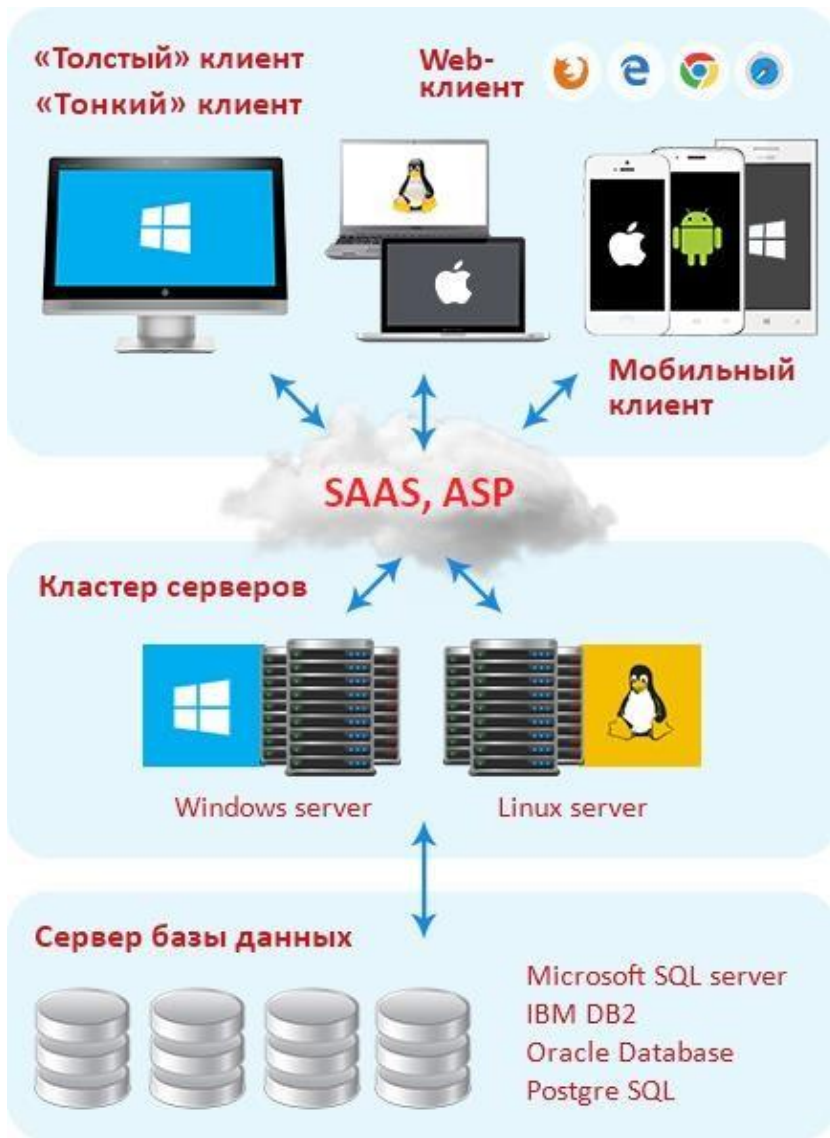 «Толстый» клиент
«Тонкий» клиент
Web-
клиент
Мобильный
клиент
SAAS, ASP
Кластер серверов
Windows server
Linux server
Сервер базы данных
Microsoft SQL server
IBM DB2
Oracle Database
Postgre SQL